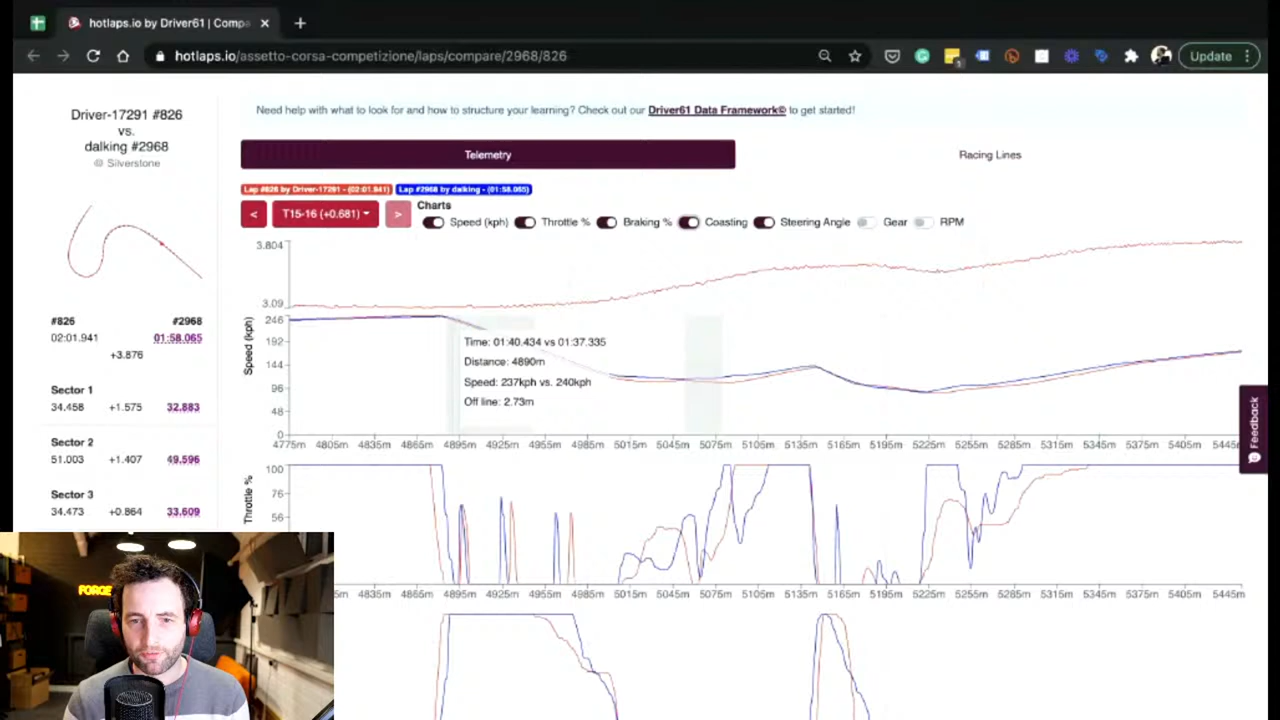 hotlaps.io by Driver61 | Compa
hotlaps.io/assetto-corsa-competizione/laps/compare/2968/826
Update
Driver-17291 #826
vs.
dalking #2968
@ Silverstone
Need help with what to look for and how to structure your learning? Check out our Driver61 Data Framework© to get started!
Telemetry
Racing Lines
Lap #826 by Driver-17291 - (02:01.941)
Lap #2968 by dalking - (01:58.065)
< T15-16 (+0.681) >
Charts
Speed (kph) Throttle % Braking % Coasting Steering Angle Gear RPM
3.804
3.09
#826 #2968
02:01.941 01:58.065
+3.876
Sector 1
34.458 +1.575 32.883
Sector 2
51.003 +1.407 49.596
Sector 3
34.473 +0.864 33.609
Speed (kph)
246
192
144
96
48
0
Time: 01:40.434 vs 01:37.335
Distance: 4890m
Speed: 237kph vs. 240kph
Off line: 2.73m
4775m 4805m 4835m 4865m 4895m 4925m 4955m 4985m 5015m 5045m 5075m 5105m 5135m 5165m 5195m 5225m 5255m 5285m 5315m 5345m 5375m 5405m 5445m
Throttle %
100
76
56
4835m 4865m 4895m 4925m 4955m 4985m 5015m 5045m 5075m 5105m 5135m 5165m 5195m 5225m 5255m 5285m 5315m 5345m 5375m 5405m 5445m
Feedback
FORGE